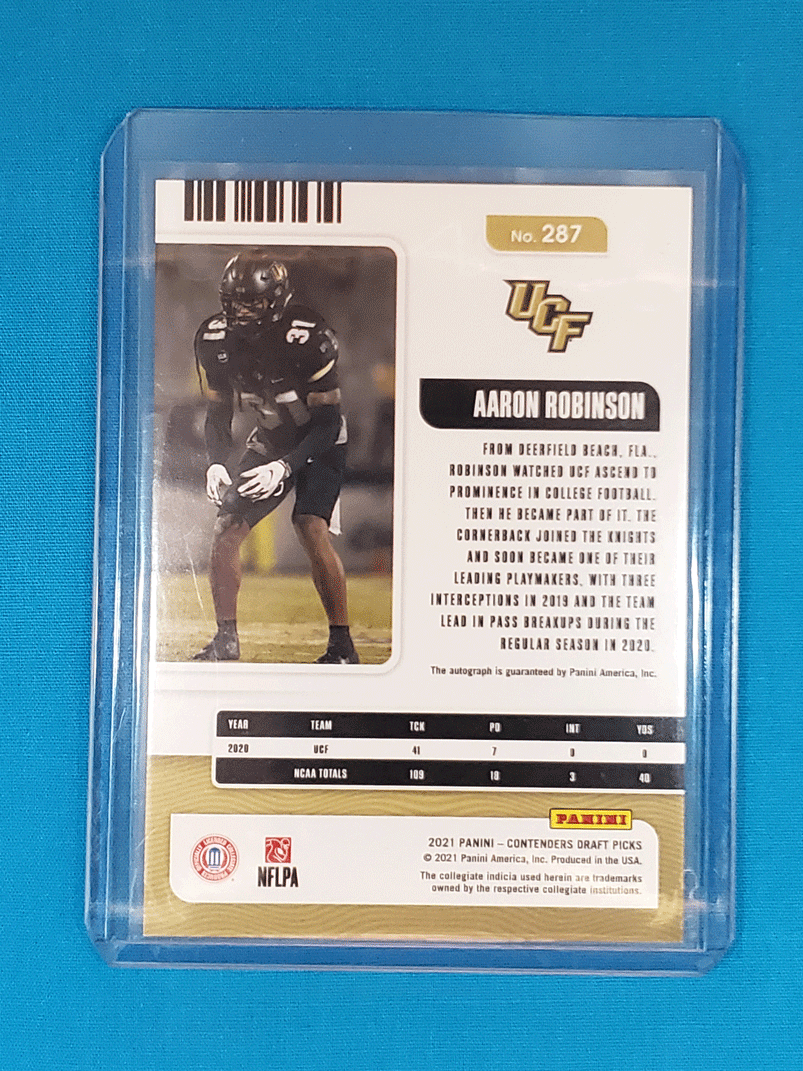 No. 287
UCF
31
AARON ROBINSON
FROM DEERFIELD BEACH, FLA.,
ROBINSON WATCHED UCF ASCEND TO
PROMINENCE IN COLLEGE FOOTBALL.
THEN HE BECAME PART OF IT. THE
CORNERBACK JOINED THE KNIGHTS
AND SOON BECAME ONE OF THEIR
LEADING PLAYMAKERS, WITH THREE
INTERCEPTIONS IN 2019 AND THE TEAM
LEAD IN PASS BREAKUPS DURING THE
REGULAR SEASON IN 2020.
The autograph is guaranteed by Panini America, Inc.
YEAR TEAM TCK PD INT YDS
2020 UCF 41 7 0 0
NCAA TOTALS 109 18 3 40
PANINI
2021 PANINI – CONTENDERS DRAFT PICKS
© 2021 Panini America, Inc. Produced in the USA.
The collegiate indicia used herein are trademarks
owned by the respective collegiate institutions.
NFLPA